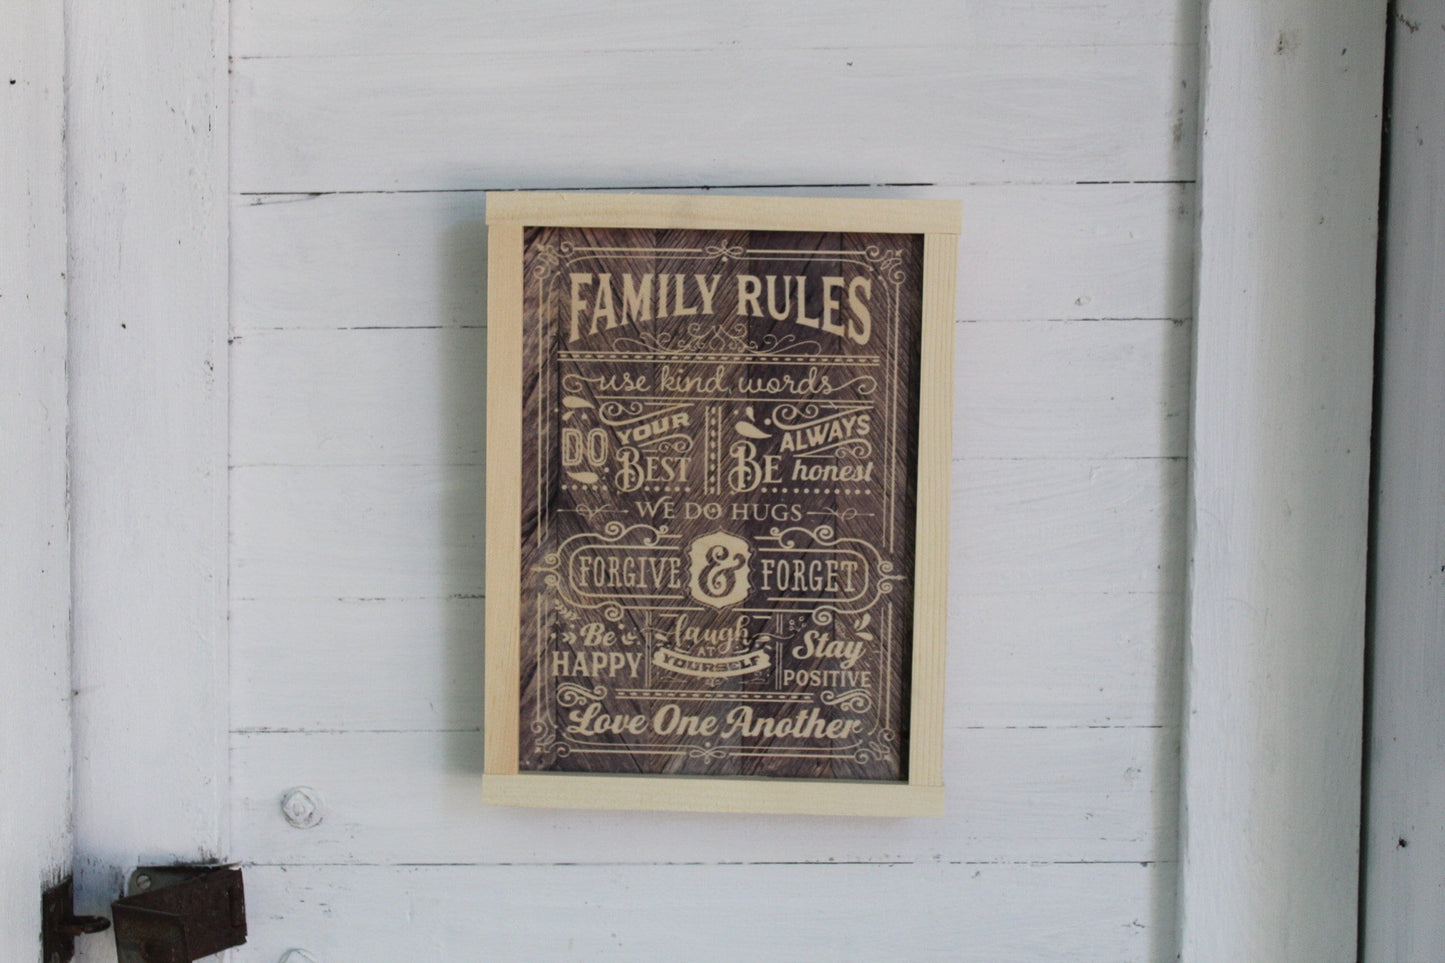 FAMILY RULES
use kind words
DO YOUR BEST
ALWAYS BE honest
WE DO HUGS
FORGIVE & FORGET
Be HAPPY
laugh AT YOURSELF
Stay POSITIVE
Love One Another